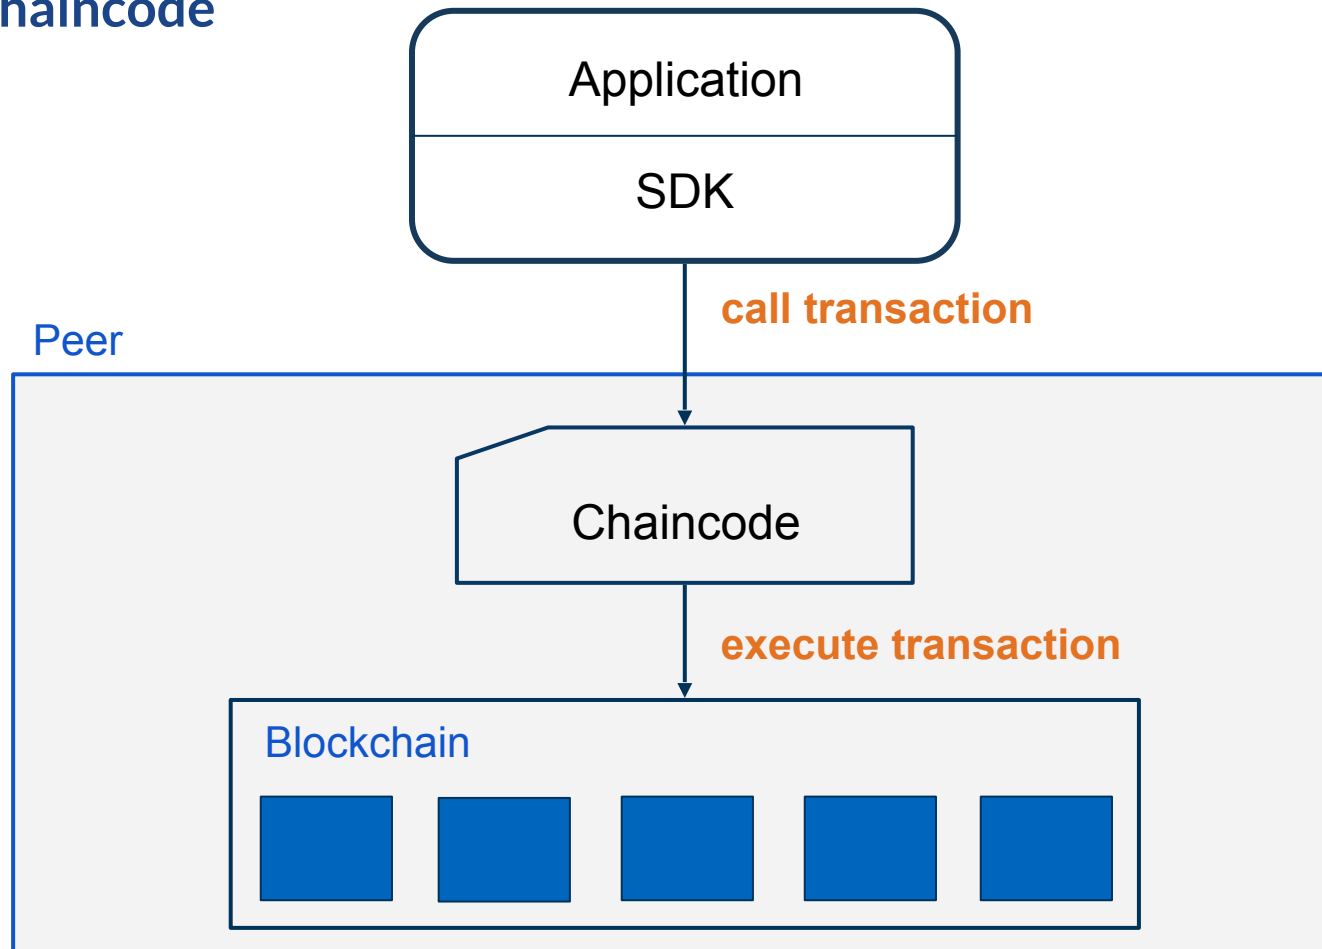 haincode
Application
SDK
call transaction
Peer
Chaincode
execute transaction
Blockchain